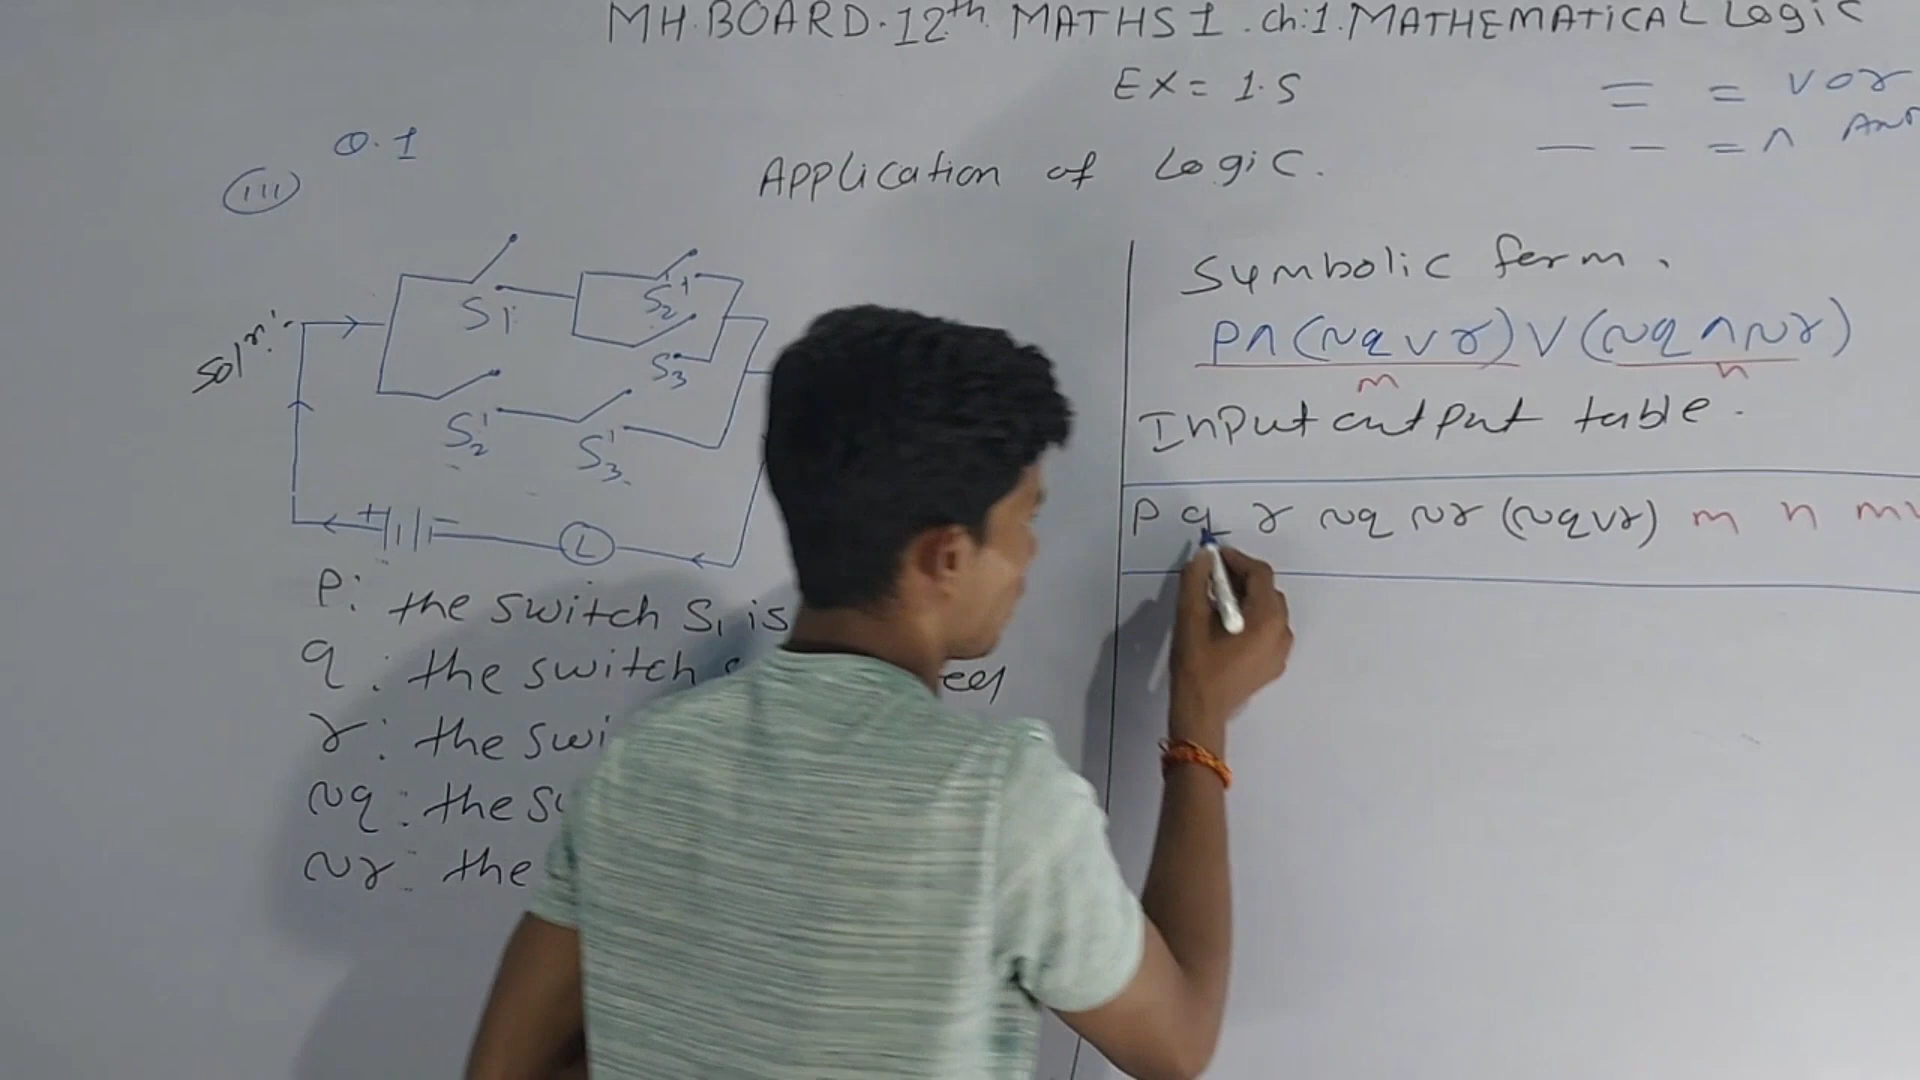 MH.BOARD.12th MATHS 1. ch:1.MATHEMATICAL Logic
EX = 1.5
= = ∨ or
— — = ∧
Q.1
(iii)
Application of Logic.
Soln:
S1
S2'
S3
S2'
S3'
+
L
P: the switch S1 is
q: the switch
r: the swi
~q: the
~r: the
Symbolic form.
P∧(~q∨r)∨(~q∧~r)
m n
Input output table.
P q r ~q ~r (~q∨r) m n